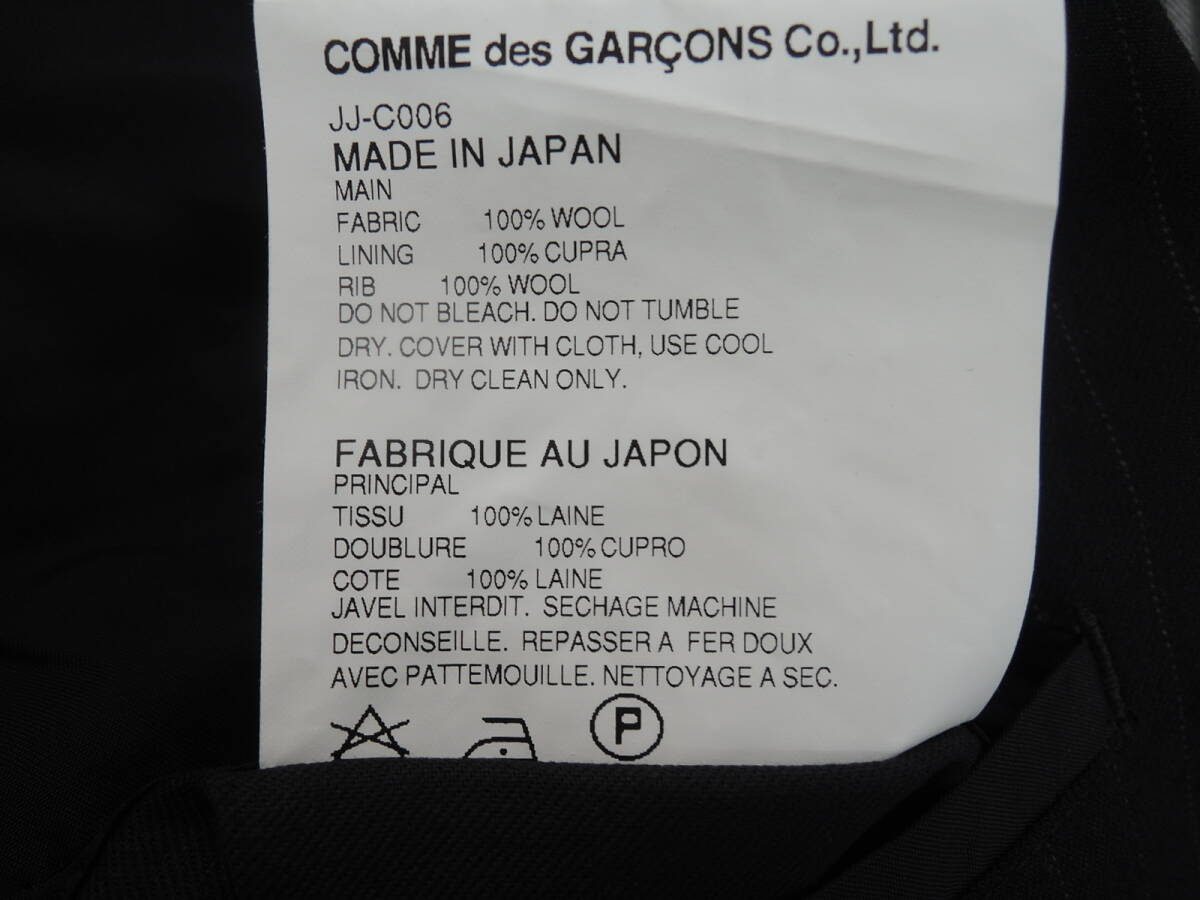 COMME des GARÇONS Co.,Ltd.
JJ-C006
MADE IN JAPAN
MAIN
FABRIC 100% WOOL
LINING 100% CUPRA
RIB 100% WOOL
DO NOT BLEACH. DO NOT TUMBLE
DRY. COVER WITH CLOTH, USE COOL
IRON. DRY CLEAN ONLY.
FABRIQUE AU JAPON
PRINCIPAL
TISSU 100% LAINE
DOUBLURE 100% CUPRO
COTE 100% LAINE
JAVEL INTERDIT. SECHAGE MACHINE
DECONSEILLE. REPASSER A FER DOUX
AVEC PATTEMOUILLE. NETTOYAGE A SEC.
P